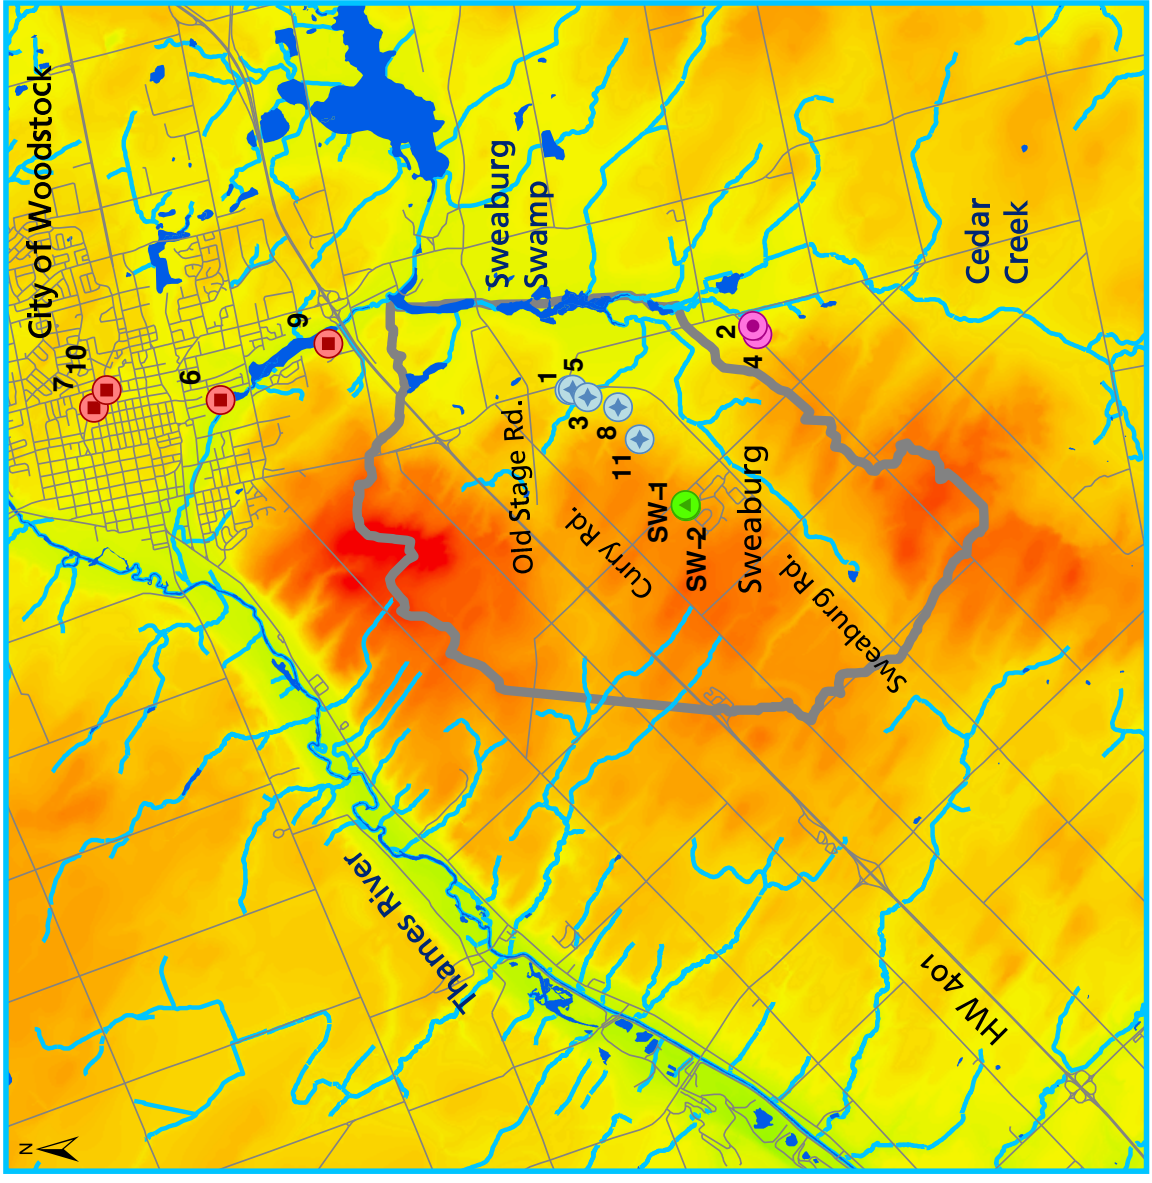 City of Woodstock
7
10
6
9
Sweaburg
Swamp
Cedar
Creek
2
4
1
5
3
8
11
Old Stage Rd.
Curry Rd.
SW-1
SW-2
Sweaburg
Sweaburg Rd.
Thames River
HW 401
N